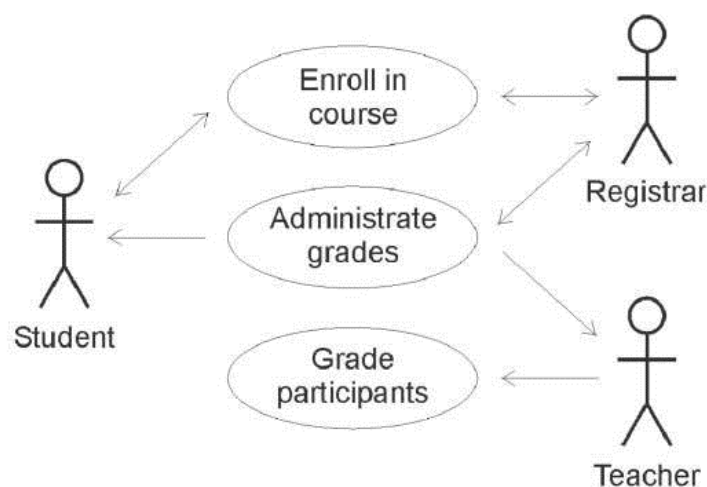 Enroll in
course
Registrar
Administrate
grades
Student
Grade
participants
Teacher